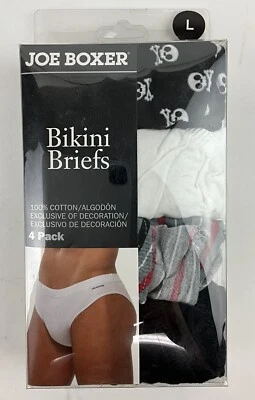 L
JOE BOXER
Bikini
Briefs
100% COTTON/ALGODÓN
EXCLUSIVE OF DECORATION/
EXCLUSIVO DE DECORACIÓN
4 Pack